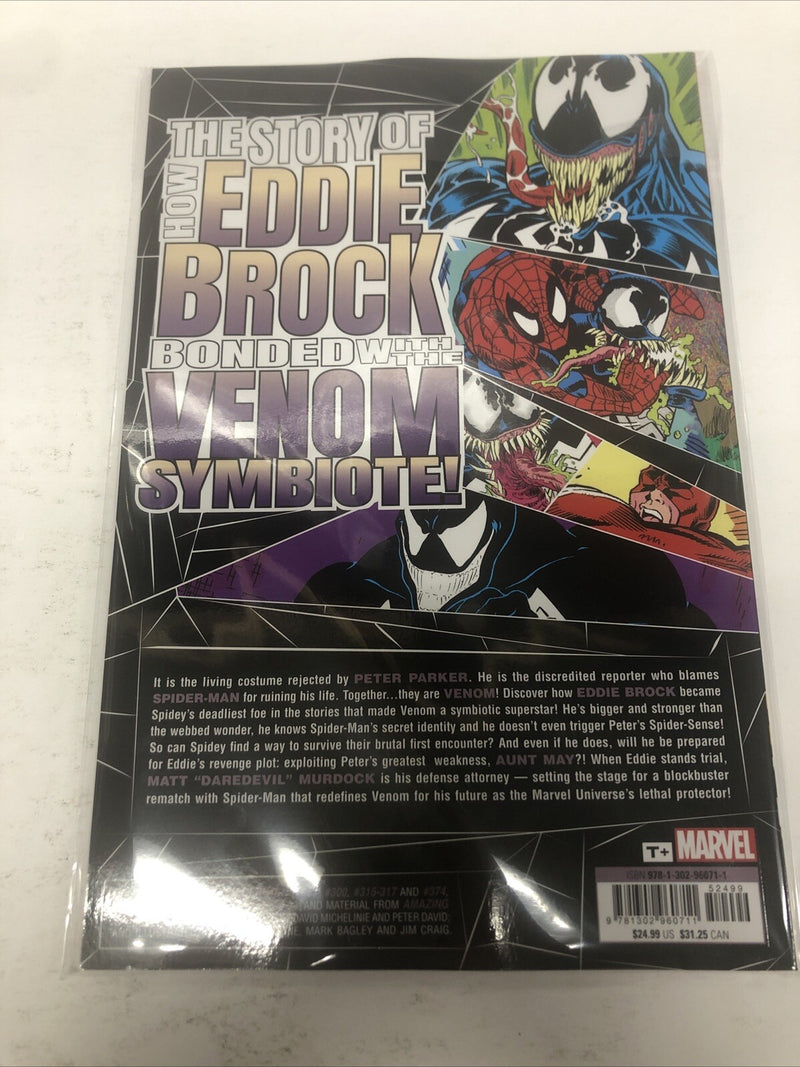 THE STORY OF
HOW
EDDIE
BROCK
BONDED WITH THE
VENOM
SYMBIOTE!
It is the living costume rejected by PETER PARKER. He is the discredited reporter who blames
SPIDER-MAN for ruining his life. Together...they are VENOM! Discover how EDDIE BROCK became
Spidey's deadliest foe in the stories that made Venom a symbiotic superstar! He's bigger and stronger than
the webbed wonder, he knows Spider-Man's secret identity and he doesn't even trigger Peter's Spider-Sense!
So can Spidey find a way to survive their brutal first encounter? And even if he does, will he be prepared
for Eddie's revenge plot: exploiting Peter's greatest weakness, AUNT MAY?! When Eddie stands trial,
MATT "DAREDEVIL" MURDOCK is his defense attorney — setting the stage for a blockbuster
rematch with Spider-Man that redefines Venom for his future as the Marvel Universe's lethal protector!
T+ MARVEL
ISBN 978-1-302-96071-1
52499
9 781302 960711
$24.99 US $31.25 CAN
#300, #315-317 AND #374,
AND MATERIAL FROM AMAZING
DAVID MICHELINIE AND PETER DAVID;
MARK BAGLEY AND JIM CRAIG.